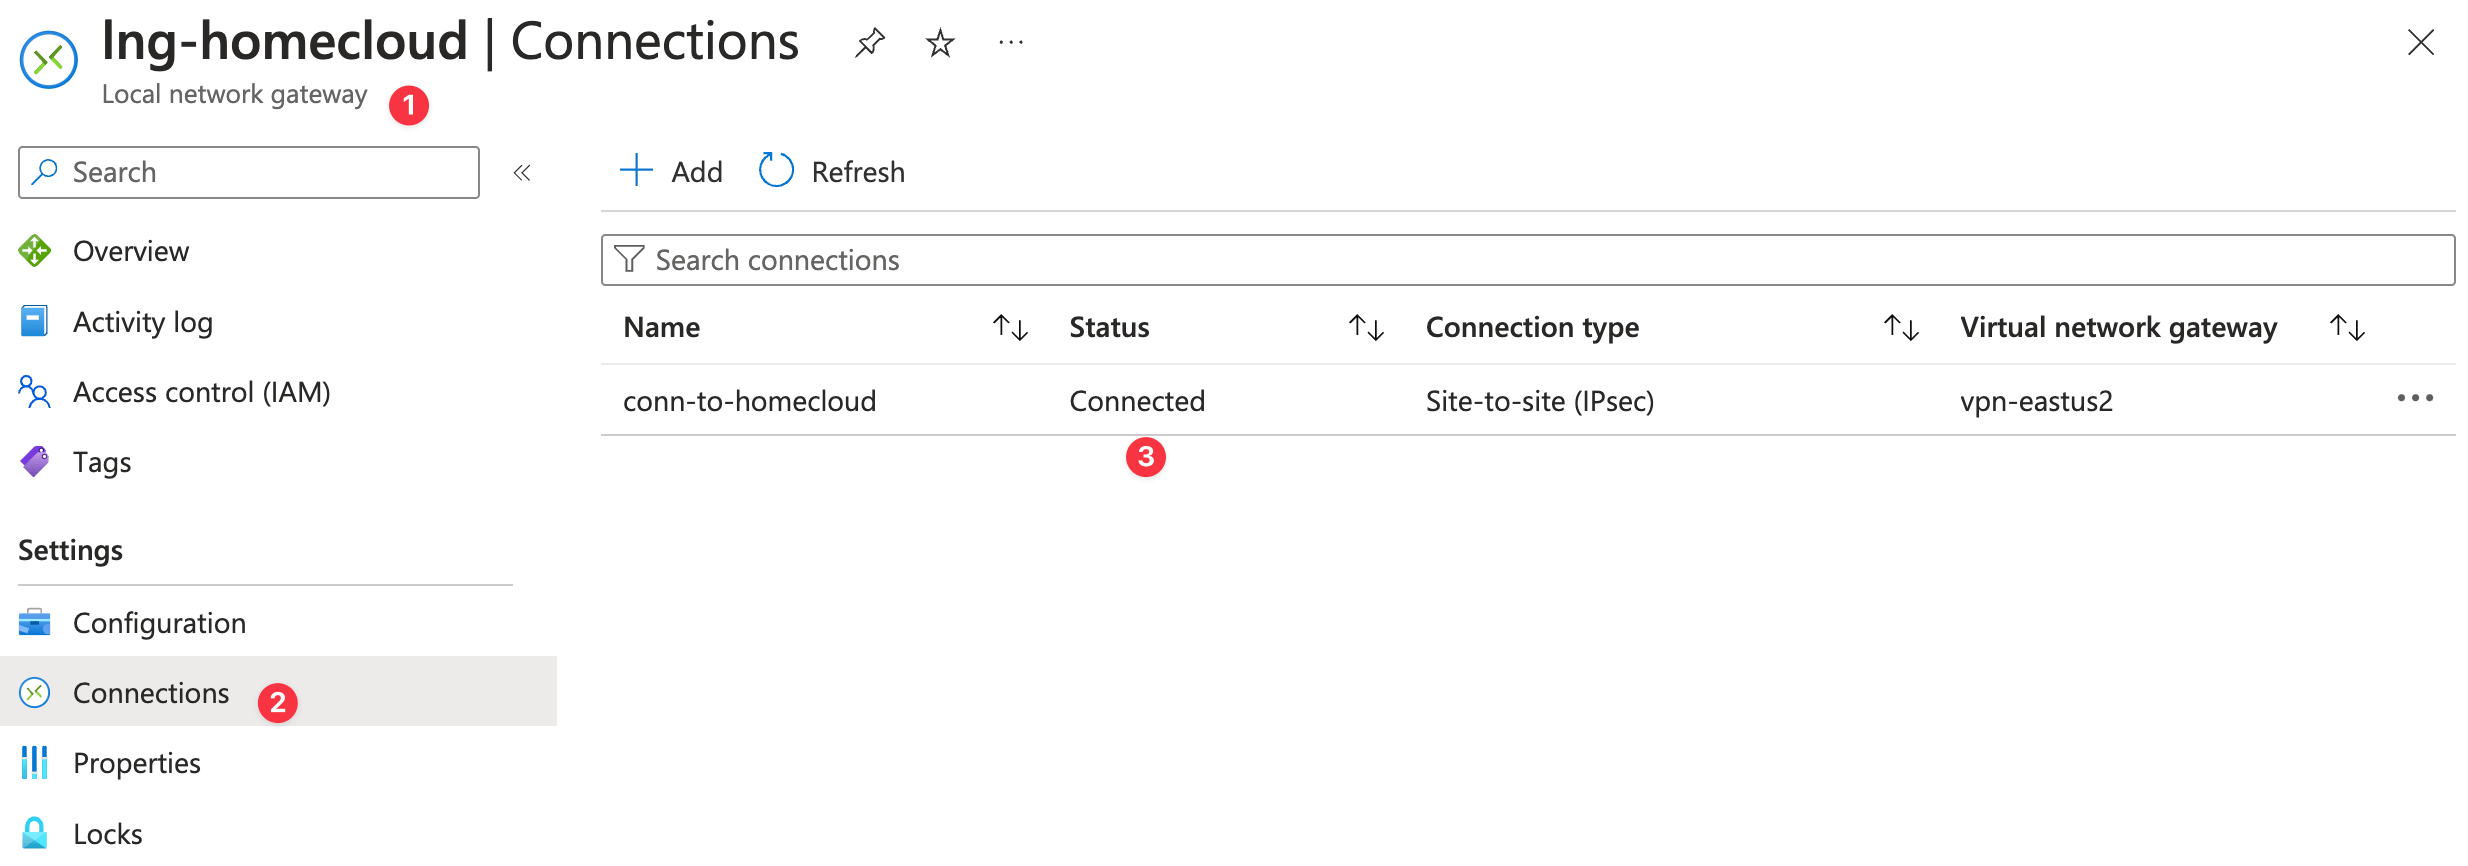 lng-homecloud | Connections
Local network gateway
1
Search
Add
Refresh
Overview
Search connections
Activity log
Name
Status
Connection type
Virtual network gateway
Access control (IAM)
conn-to-homecloud
Connected
Site-to-site (IPsec)
vpn-eastus2
3
Tags
Settings
Configuration
Connections
2
Properties
Locks